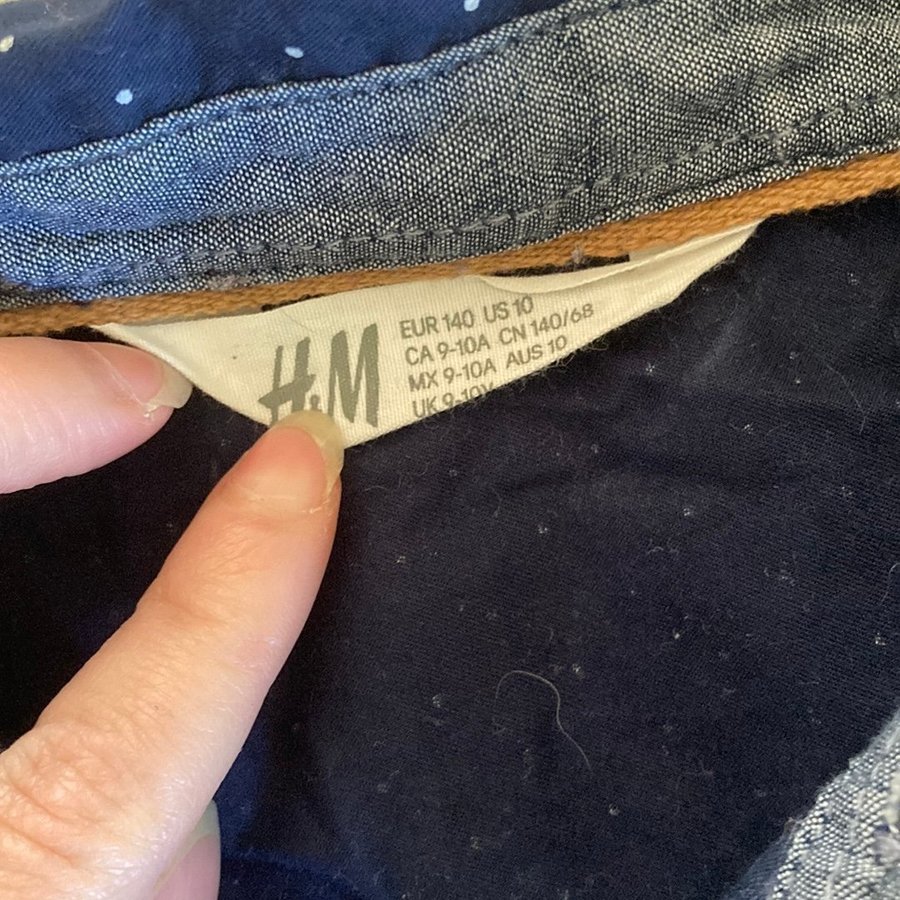 H&M
EUR 140 US 10
CA 9-10A CN 140/68
MX 9-10A AUS 10
UK 9-10Y